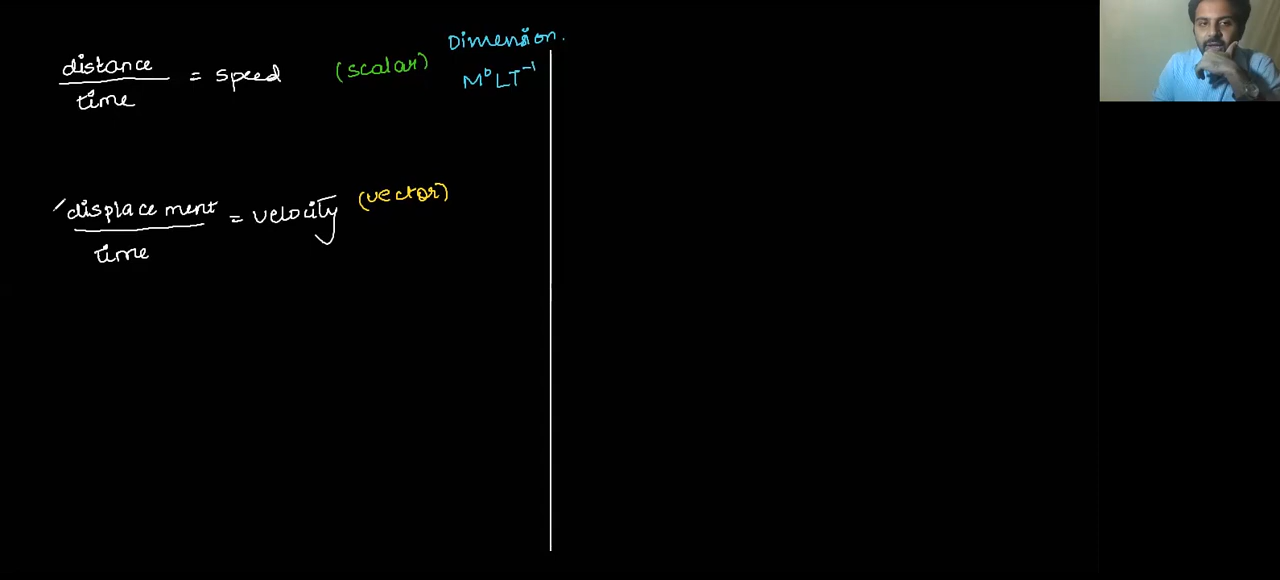 Dimension.
distance
time
= speed (scalar) M⁰LT⁻¹
displacement
time
= velocity (vector)